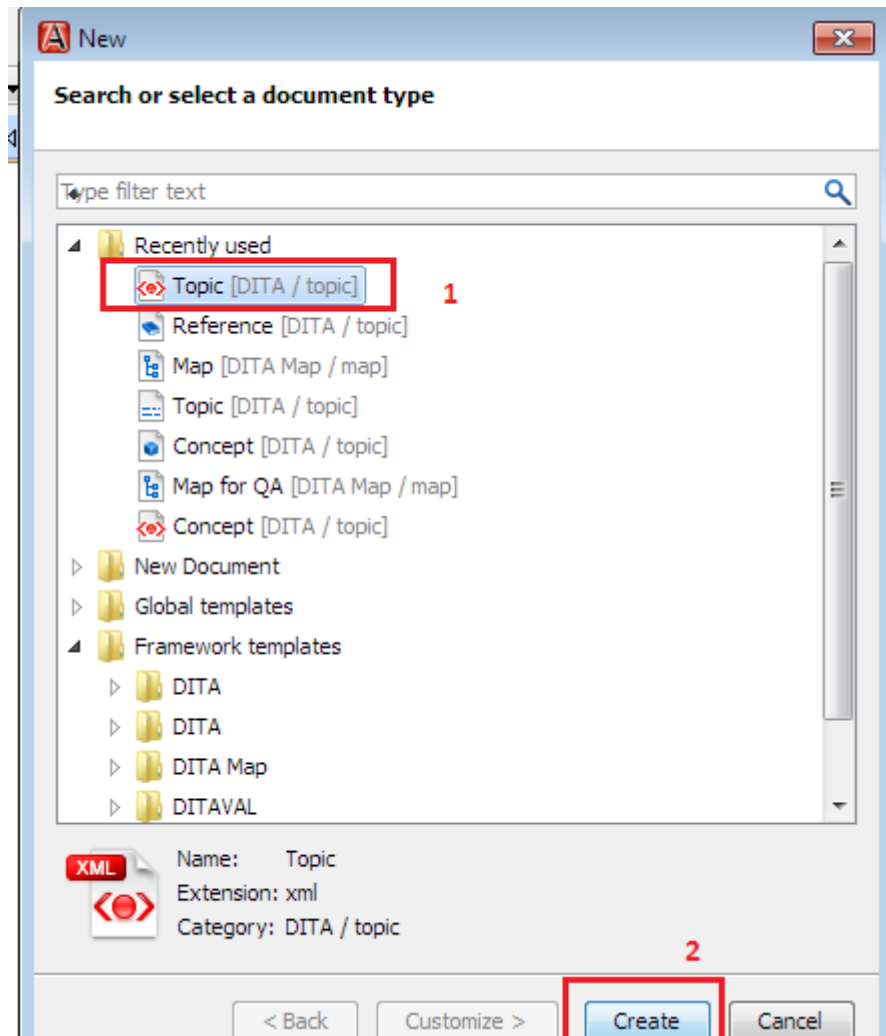 New
Search or select a document type
Type filter text
Recently used
Topic [DITA / topic]
1
Reference [DITA / topic]
Map [DITA Map / map]
Topic [DITA / topic]
Concept [DITA / topic]
Map for QA [DITA Map / map]
Concept [DITA / topic]
New Document
Global templates
Framework templates
DITA
DITA
DITA Map
DITAVAL
XML
Name: Topic
Extension: xml
Category: DITA / topic
2
< Back Customize > Create Cancel